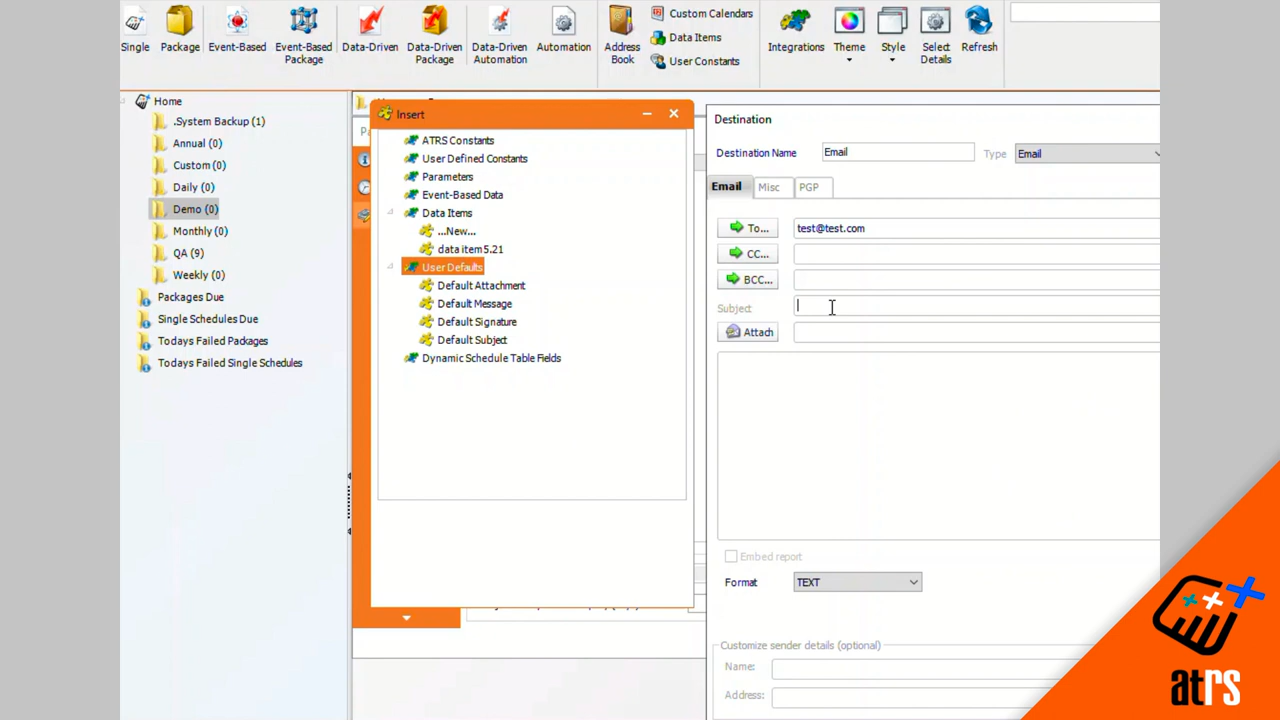 Single
Package
Event-Based
Event-Based
Package
Data-Driven
Data-Driven
Package
Data-Driven
Automation
Automation
Address
Book
Custom Calendars
Data Items
User Constants
Integrations
Theme
Style
Select
Details
Refresh
Home
.System Backup (1)
Annual (0)
Custom (0)
Daily (0)
Demo (0)
Monthly (0)
QA (9)
Weekly (0)
Packages Due
Single Schedules Due
Todays Failed Packages
Todays Failed Single Schedules
Insert
ATRS Constants
User Defined Constants
Parameters
Event-Based Data
Data Items
...New...
data item 5.21
User Defaults
Default Attachment
Default Message
Default Signature
Default Subject
Dynamic Schedule Table Fields
Destination
Destination Name Email Type Email
Email Misc PGP
To... test@test.com
CC...
BCC...
Subject
Attach
Embed report
Format TEXT
Customize sender details (optional)
Name:
Address:
atrs